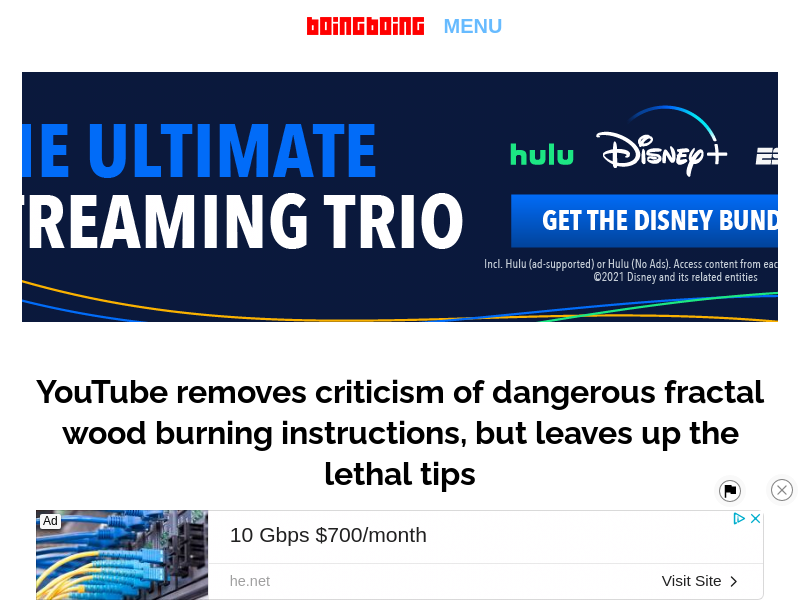 boingboing MENU
HE ULTIMATE
TREAMING TRIO
hulu Disney+ ES
GET THE DISNEY BUND
Incl. Hulu (ad-supported) or Hulu (No Ads). Access content from eac
©2021 Disney and its related entities
YouTube removes criticism of dangerous fractal
wood burning instructions, but leaves up the
lethal tips
Ad
10 Gbps $700/month
he.net
Visit Site